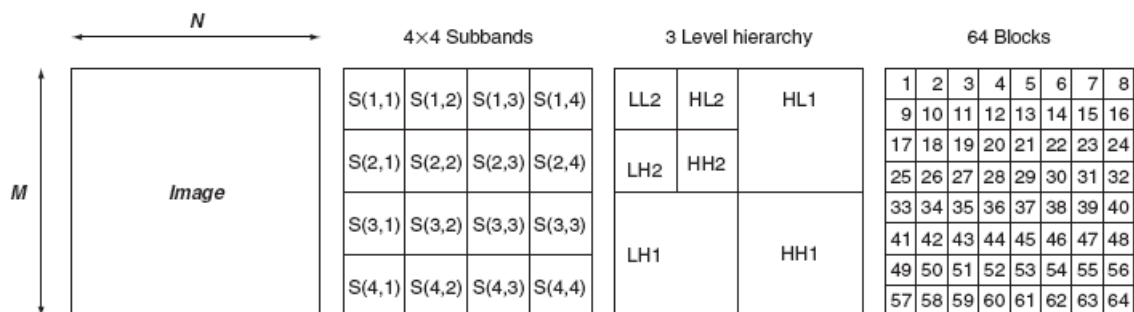 N
4×4 Subbands
3 Level hierarchy
64 Blocks
M
Image
S(1,1) S(1,2) S(1,3) S(1,4)
S(2,1) S(2,2) S(2,3) S(2,4)
S(3,1) S(3,2) S(3,3) S(3,3)
S(4,1) S(4,2) S(4,3) S(4,4)
LL2 HL2 HL1
LH2 HH2
LH1 HH1
1 2 3 4 5 6 7 8
9 10 11 12 13 14 15 16
17 18 19 20 21 22 23 24
25 26 27 28 29 30 31 32
33 34 35 36 37 38 39 40
41 42 43 44 45 46 47 48
49 50 51 52 53 54 55 56
57 58 59 60 61 62 63 64